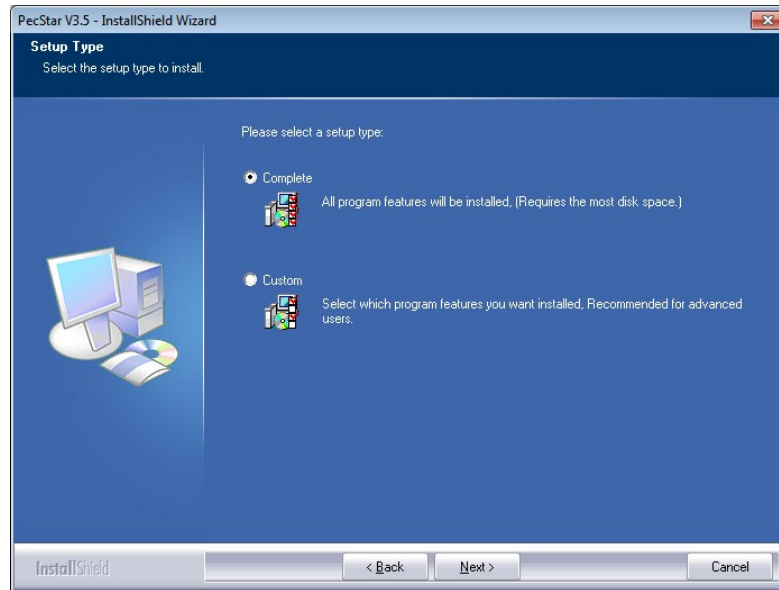 PecStar V3.5 - InstallShield Wizard
Setup Type
Select the setup type to install.
Please select a setup type:
Complete
All program features will be installed, (Requires the most disk space.)
Custom
Select which program features you want installed, Recommended for advanced
users.
InstallShield
< Back
Next >
Cancel